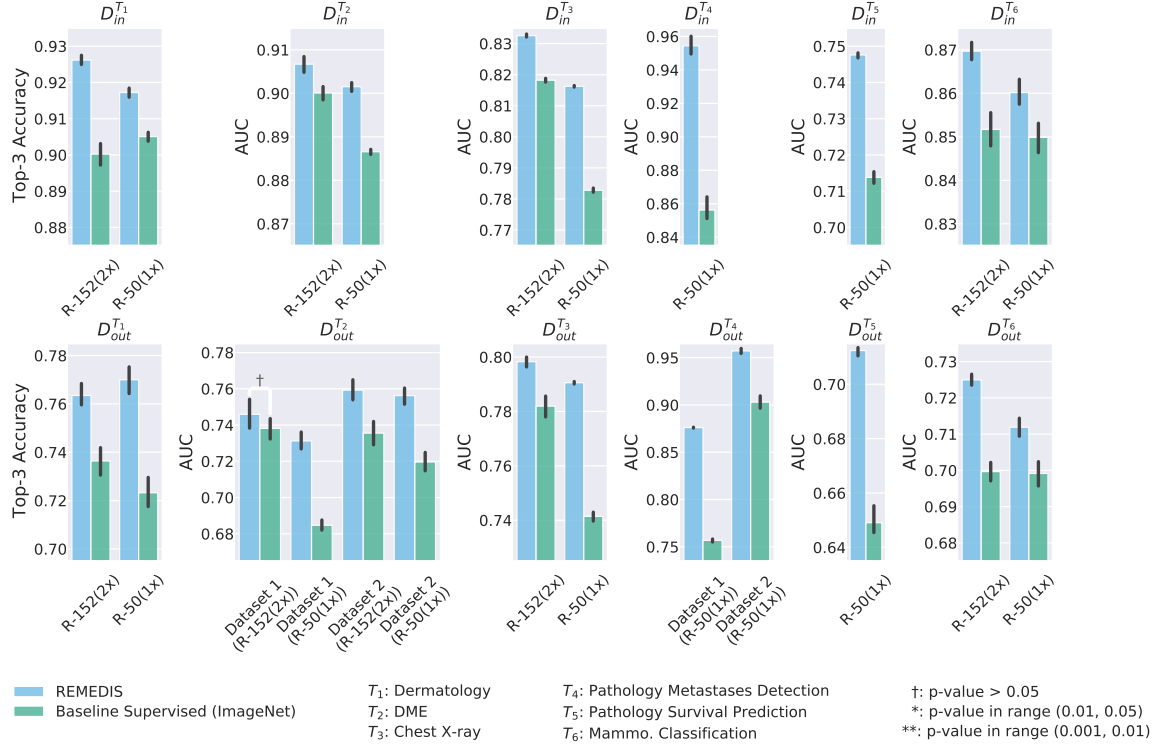 D_in^T₁ D_in^T₂ D_in^T₃ D_in^T₄ D_in^T₅ D_in^T₆
Top-3 Accuracy
0.93
0.92
0.91
0.90
0.89
0.88
R-152(2x) R-50(1x)
AUC
0.91
0.90
0.89
0.88
0.87
R-152(2x) R-50(1x)
AUC
0.83
0.82
0.81
0.80
0.79
0.78
0.77
R-152(2x) R-50(1x)
AUC
0.96
0.94
0.92
0.90
0.88
0.86
0.84
R-50(1x)
AUC
0.75
0.74
0.73
0.72
0.71
0.70
R-50(1x)
AUC
0.87
0.86
0.85
0.84
0.83
R-152(2x) R-50(1x)
D_out^T₁ D_out^T₂ D_out^T₃ D_out^T₄ D_out^T₅ D_out^T₆
Top-3 Accuracy
0.78
0.76
0.74
0.72
0.70
R-152(2x) R-50(1x)
AUC
0.78
0.76
0.74
0.72
0.70
0.68
†
Dataset 1
(R-152(2x))
Dataset 1
(R-50(1x))
Dataset 2
(R-152(2x))
Dataset 2
(R-50(1x))
AUC
0.80
0.78
0.76
0.74
R-152(2x) R-50(1x)
AUC
0.95
0.90
0.85
0.80
0.75
Dataset 1
(R-50(1x))
Dataset 2
(R-50(1x))
AUC
0.70
0.68
0.66
0.64
R-50(1x)
AUC
0.73
0.72
0.71
0.70
0.69
0.68
R-152(2x) R-50(1x)
REMEDIS
Baseline Supervised (ImageNet)
T₁: Dermatology
T₂: DME
T₃: Chest X-ray
T₄: Pathology Metastases Detection
T₅: Pathology Survival Prediction
T₆: Mammo. Classification
†: p-value > 0.05
*: p-value in range (0.01, 0.05)
**: p-value in range (0.001, 0.01)